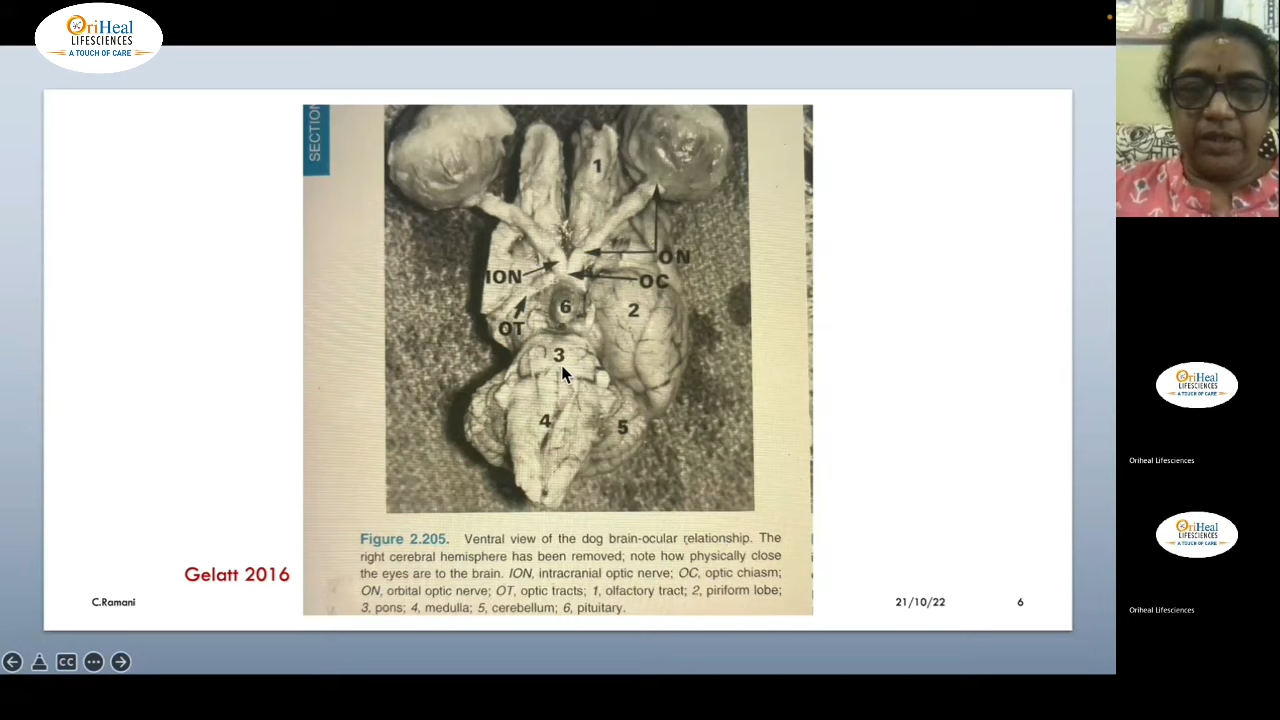 OriHeal
LIFESCIENCES
A TOUCH OF CARE
SECTION
1
ON
ION
OC
6
2
OT
3
4
5
Figure 2.205. Ventral view of the dog brain-ocular relationship. The
right cerebral hemisphere has been removed; note how physically close
the eyes are to the brain. ION, intracranial optic nerve; OC, optic chiasm;
ON, orbital optic nerve; OT, optic tracts; 1, olfactory tract; 2, piriform lobe;
3, pons; 4, medulla; 5, cerebellum; 6, pituitary.
Gelatt 2016
C.Ramani
21/10/22
6
CC
OriHeal
LIFESCIENCES
A TOUCH OF CARE
Oriheal Lifesciences
OriHeal
LIFESCIENCES
A TOUCH OF CARE
Oriheal Lifesciences